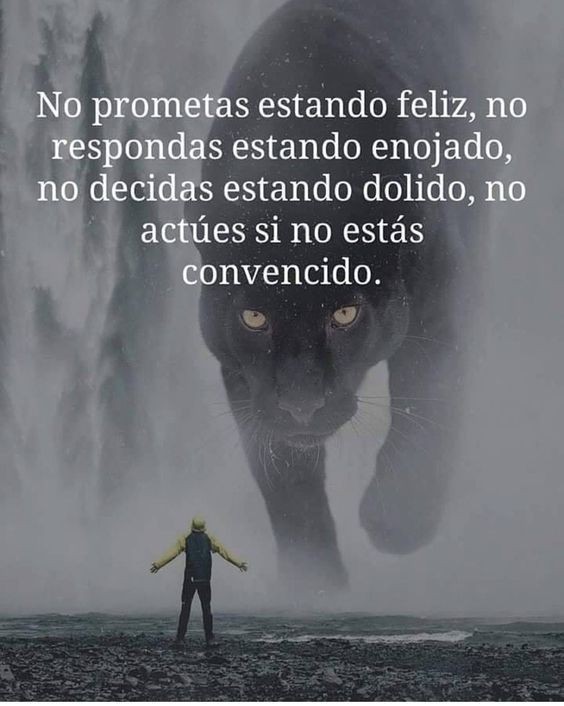 No prometas estando feliz, no
respondas estando enojado,
no decidas estando dolido, no
actúes si no estás
convencido.